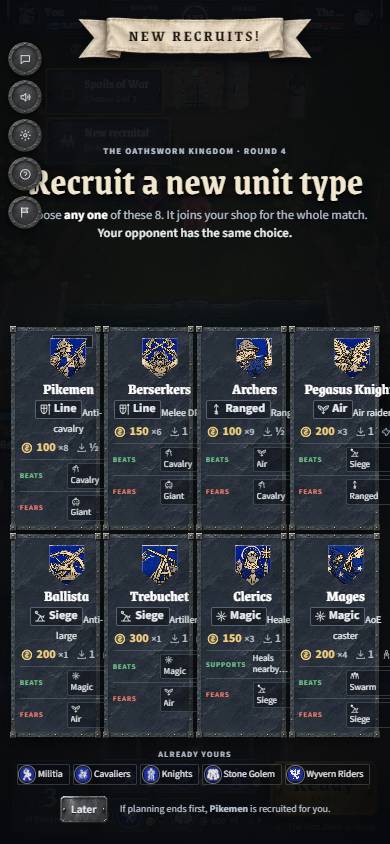 NEW RECRUITS!
Spoils of War
New recruits!
THE OATHSWORN KINGDOM · ROUND 4
Recruit a new unit type
ose any one of these 8. It joins your shop for the whole match.
Your opponent has the same choice.
Pikemen
Line Anti-
cavalry
100 ×8 ½
BEATS Cavalry
FEARS Giant
Berserkers
Line Melee D
150 ×6 1
BEATS Cavalry
FEARS Giant
Archers
Ranged Rang
100 ×9 ½
BEATS Air
FEARS Cavalry
Pegasus Knigh
Air Air raider
200 ×3 1
BEATS Siege
FEARS Ranged
Ballista
Siege Anti-
large
200 ×1 1
BEATS Magic
FEARS Air
Trebuchet
Siege Artiller
300 ×1 1
BEATS Magic
FEARS Air
Clerics
Magic Heale
150 ×3 1
SUPPORTS Heals
nearby...
FEARS Siege
Mages
Magic AoE
caster
200 ×4 1
BEATS Swarm
FEARS Siege
ALREADY YOURS
Militia Cavaliers Knights Stone Golem Wyvern Riders
Later If planning ends first, Pikemen is recruited for you.